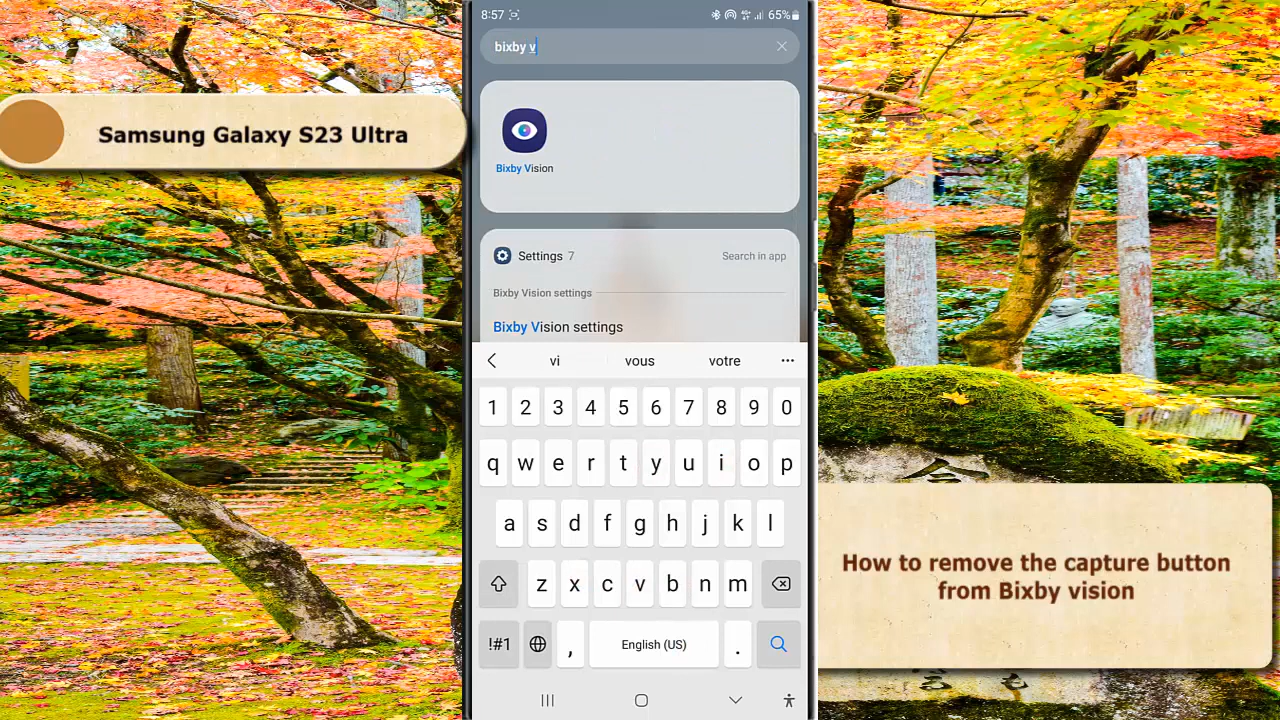 8:57
65%
bixby v
Samsung Galaxy S23 Ultra
Bixby Vision
Settings 7
Search in app
Bixby Vision settings
Bixby Vision settings
vi vous votre
1 2 3 4 5 6 7 8 9 0
q w e r t y u i o p
a s d f g h j k l
z x c v b n m
!#1 , English (US) .
How to remove the capture button
from Bixby vision